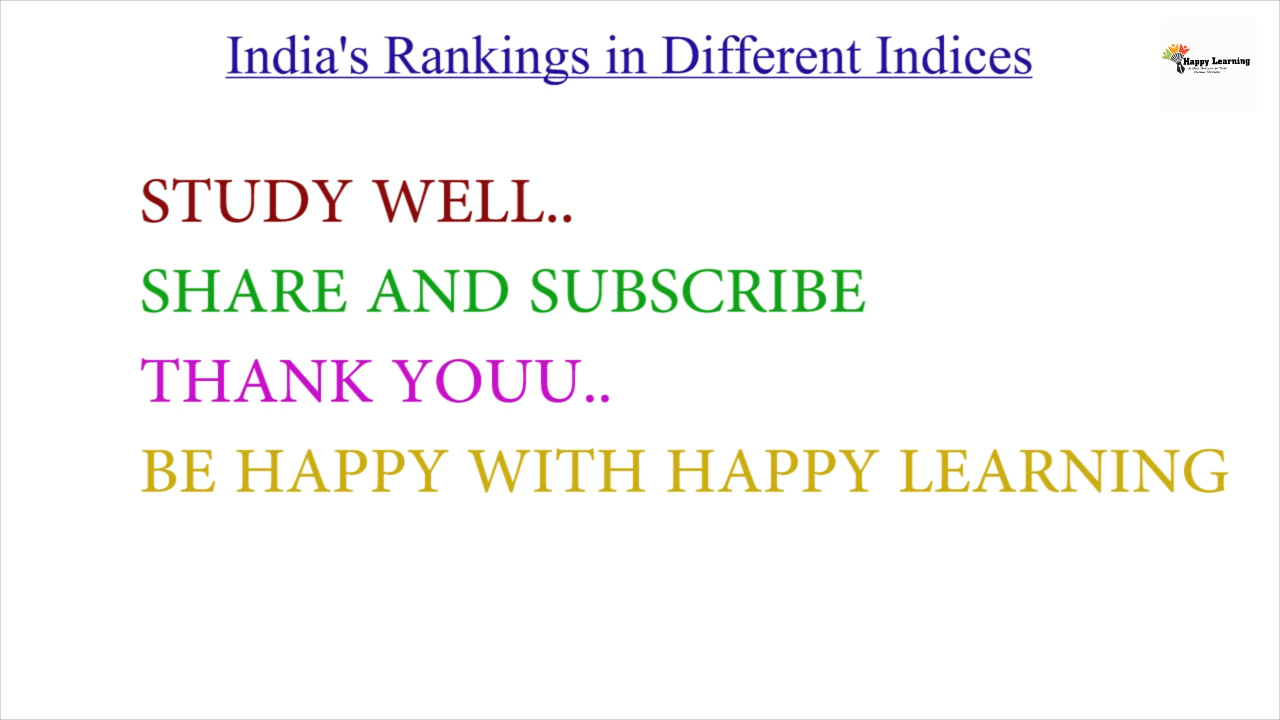 India's Rankings in Different Indices
Happy Learning
STUDY WELL..
SHARE AND SUBSCRIBE
THANK YOUU..
BE HAPPY WITH HAPPY LEARNING